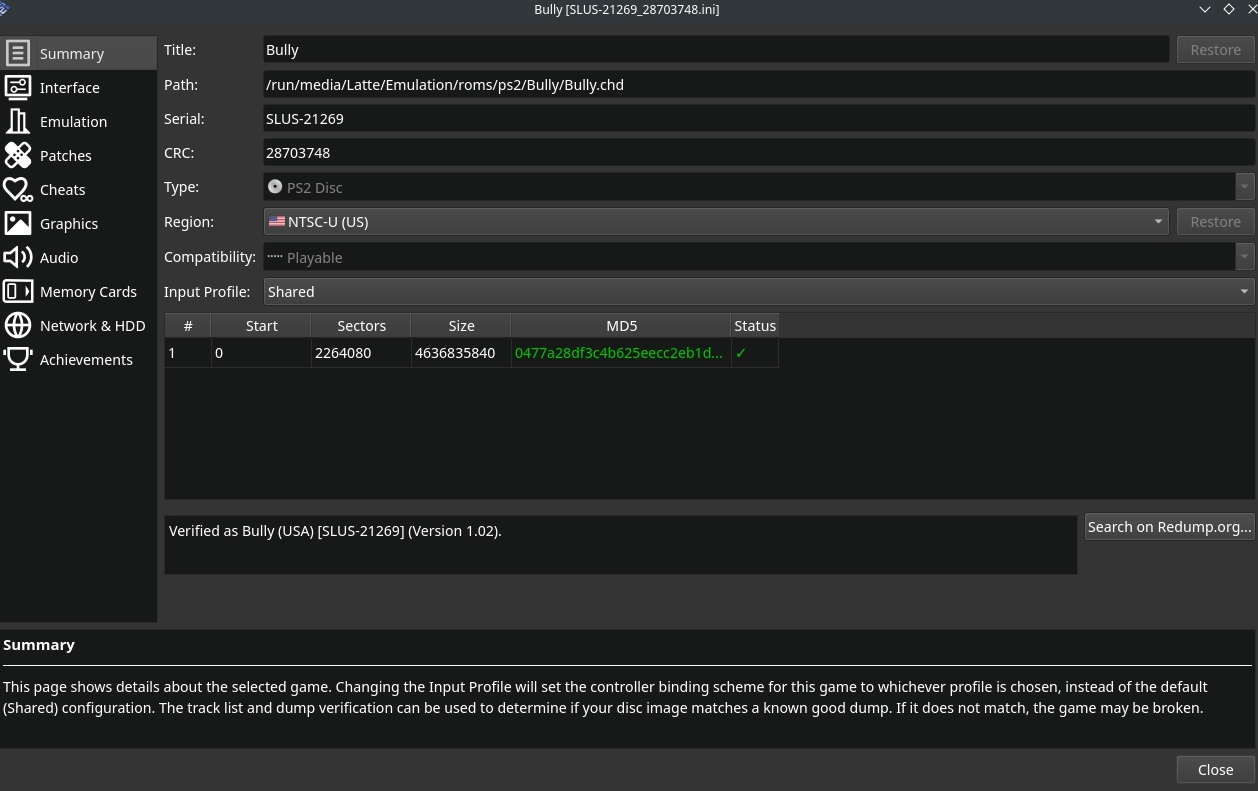 Bully [SLUS-21269_28703748.ini]
Summary
Interface
Emulation
Patches
Cheats
Graphics
Audio
Memory Cards
Network & HDD
Achievements
Title: Bully Restore
Path: /run/media/Latte/Emulation/roms/ps2/Bully/Bully.chd
Serial: SLUS-21269
CRC: 28703748
Type: PS2 Disc
Region: NTSC-U (US) Restore
Compatibility: Playable
Input Profile: Shared
# Start Sectors Size MD5 Status
1 0 2264080 4636835840 0477a28df3c4b625eecc2eb1d... ✓
Verified as Bully (USA) [SLUS-21269] (Version 1.02).
Search on Redump.org...
Summary
This page shows details about the selected game. Changing the Input Profile will set the controller binding scheme for this game to whichever profile is chosen, instead of the default
(Shared) configuration. The track list and dump verification can be used to determine if your disc image matches a known good dump. If it does not match, the game may be broken.
Close